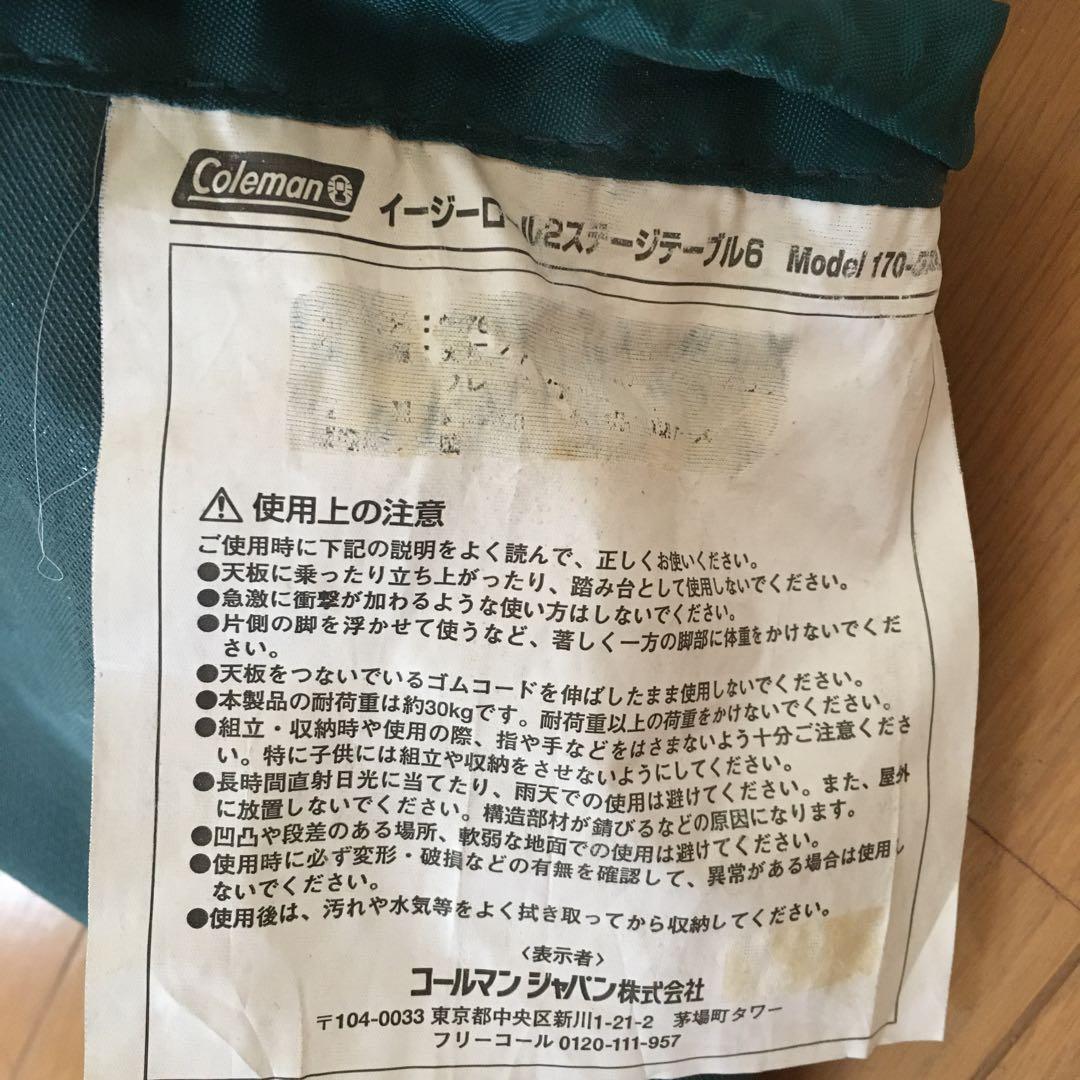 Coleman
イージーロール2ステージテーブル6 Model 170-
使用上の注意
ご使用時に下記の説明をよく読んで、正しくお使いください。
●天板に乗ったり立ち上がったり、踏み台として使用しないでください。
●急激に衝撃が加わるような使い方はしないでください。
●片側の脚を浮かせて使うなど、著しく一方の脚部に体重をかけないでくだ
さい。
●天板をつないでいるゴムコードを伸ばしたまま使用しないでください。
●本製品の耐荷重は約30kgです。耐荷重以上の荷重をかけないでください。
●組立・収納時や使用の際、指や手などをはさまないよう十分ご注意くださ
い。特に子供には組立や収納をさせないようにしてください。
●長時間直射日光に当てたり、雨天での使用は避けてください。また、屋外
に放置しないでください。構造部材が錆びるなどの原因になります。
●凹凸や段差のある場所、軟弱な地面での使用は避けてください。
●使用時に必ず変形・破損などの有無を確認して、異常がある場合は使用し
ないでください。
●使用後は、汚れや水気等をよく拭き取ってから収納してください。
〈表示者〉
コールマン ジャパン株式会社
〒104-0033 東京都中央区新川1-21-2 茅場町タワー
フリーコール 0120-111-957